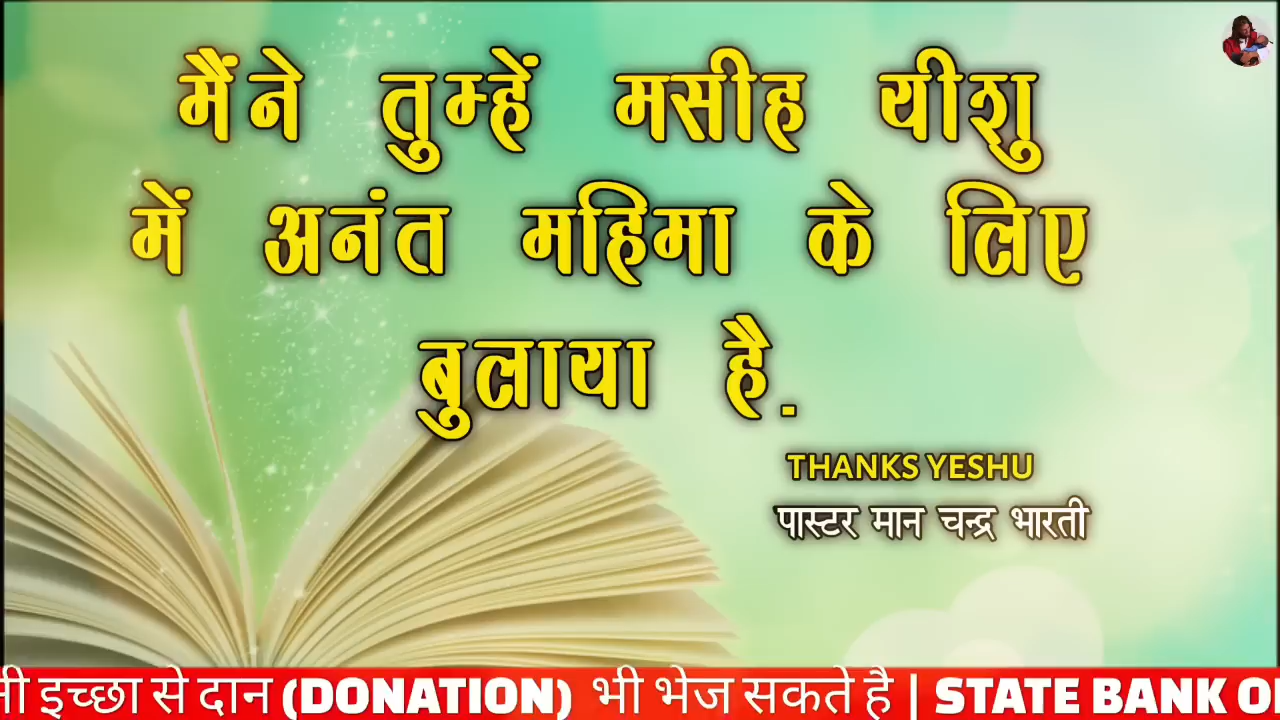 मैंने तुम्हें मसीह यीशु
में अनंत महिमा के लिए
बुलाया है.
THANKS YESHU
पास्टर मान चन्द्र भारती
इच्छा से दान (DONATION) भी भेज सकते है | STATE BANK